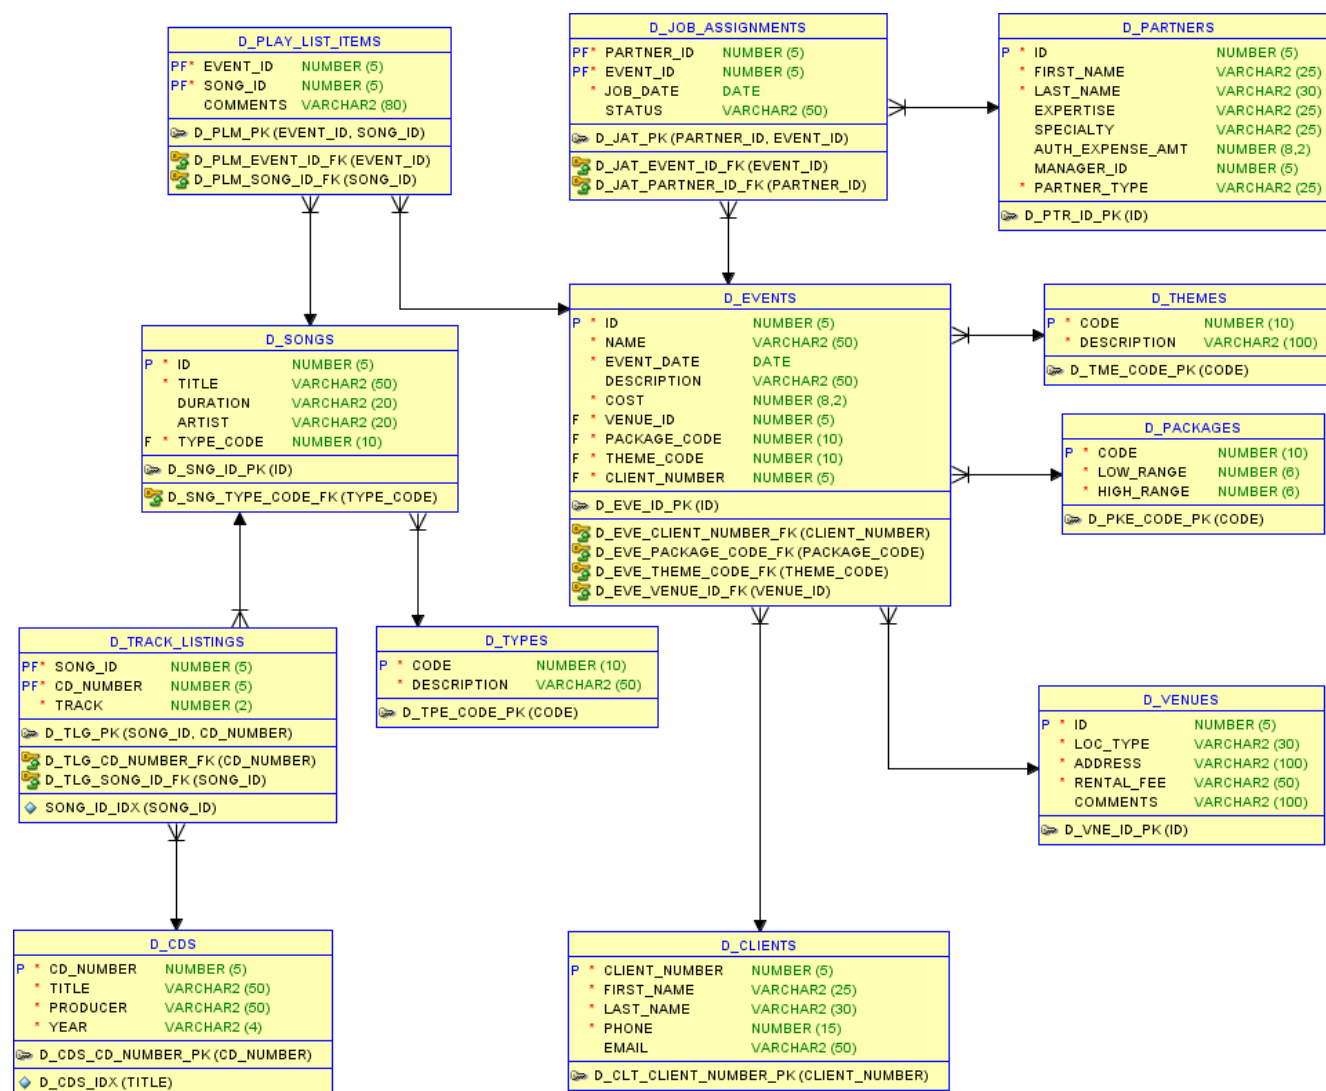 D_PLAY_LIST_ITEMS
PF* EVENT_ID NUMBER (5)
PF* SONG_ID NUMBER (5)
COMMENTS VARCHAR2 (80)
D_PLM_PK (EVENT_ID, SONG_ID)
D_PLM_EVENT_ID_FK (EVENT_ID)
D_PLM_SONG_ID_FK (SONG_ID)
D_JOB_ASSIGNMENTS
PF* PARTNER_ID NUMBER (5)
PF* EVENT_ID NUMBER (5)
* JOB_DATE DATE
STATUS VARCHAR2 (50)
D_JAT_PK (PARTNER_ID, EVENT_ID)
D_JAT_EVENT_ID_FK (EVENT_ID)
D_JAT_PARTNER_ID_FK (PARTNER_ID)
D_PARTNERS
P * ID NUMBER (5)
* FIRST_NAME VARCHAR2 (25)
* LAST_NAME VARCHAR2 (30)
EXPERTISE VARCHAR2 (25)
SPECIALTY VARCHAR2 (25)
AUTH_EXPENSE_AMT NUMBER (8,2)
MANAGER_ID NUMBER (5)
* PARTNER_TYPE VARCHAR2 (25)
D_PTR_ID_PK (ID)
D_SONGS
P * ID NUMBER (5)
* TITLE VARCHAR2 (50)
DURATION VARCHAR2 (20)
ARTIST VARCHAR2 (20)
F * TYPE_CODE NUMBER (10)
D_SNG_ID_PK (ID)
D_SNG_TYPE_CODE_FK (TYPE_CODE)
D_EVENTS
P * ID NUMBER (5)
* NAME VARCHAR2 (50)
* EVENT_DATE DATE
DESCRIPTION VARCHAR2 (50)
* COST NUMBER (8,2)
F * VENUE_ID NUMBER (5)
F * PACKAGE_CODE NUMBER (10)
F * THEME_CODE NUMBER (10)
F * CLIENT_NUMBER NUMBER (5)
D_EVE_ID_PK (ID)
D_EVE_CLIENT_NUMBER_FK (CLIENT_NUMBER)
D_EVE_PACKAGE_CODE_FK (PACKAGE_CODE)
D_EVE_THEME_CODE_FK (THEME_CODE)
D_EVE_VENUE_ID_FK (VENUE_ID)
D_THEMES
P * CODE NUMBER (10)
* DESCRIPTION VARCHAR2 (100)
D_TME_CODE_PK (CODE)
D_PACKAGES
P * CODE NUMBER (10)
* LOW_RANGE NUMBER (6)
* HIGH_RANGE NUMBER (6)
D_PKE_CODE_PK (CODE)
D_TRACK_LISTINGS
PF* SONG_ID NUMBER (5)
PF* CD_NUMBER NUMBER (5)
* TRACK NUMBER (2)
D_TLG_PK (SONG_ID, CD_NUMBER)
D_TLG_CD_NUMBER_FK (CD_NUMBER)
D_TLG_SONG_ID_FK (SONG_ID)
SONG_ID_IDX (SONG_ID)
D_TYPES
P * CODE NUMBER (10)
* DESCRIPTION VARCHAR2 (50)
D_TPE_CODE_PK (CODE)
D_VENUES
P * ID NUMBER (5)
* LOC_TYPE VARCHAR2 (30)
* ADDRESS VARCHAR2 (100)
* RENTAL_FEE VARCHAR2 (50)
COMMENTS VARCHAR2 (100)
D_VNE_ID_PK (ID)
D_CDS
P * CD_NUMBER NUMBER (5)
* TITLE VARCHAR2 (50)
* PRODUCER VARCHAR2 (50)
* YEAR VARCHAR2 (4)
D_CDS_CD_NUMBER_PK (CD_NUMBER)
D_CDS_IDX (TITLE)
D_CLIENTS
P * CLIENT_NUMBER NUMBER (5)
* FIRST_NAME VARCHAR2 (25)
* LAST_NAME VARCHAR2 (30)
* PHONE NUMBER (15)
EMAIL VARCHAR2 (50)
D_CLT_CLIENT_NUMBER_PK (CLIENT_NUMBER)